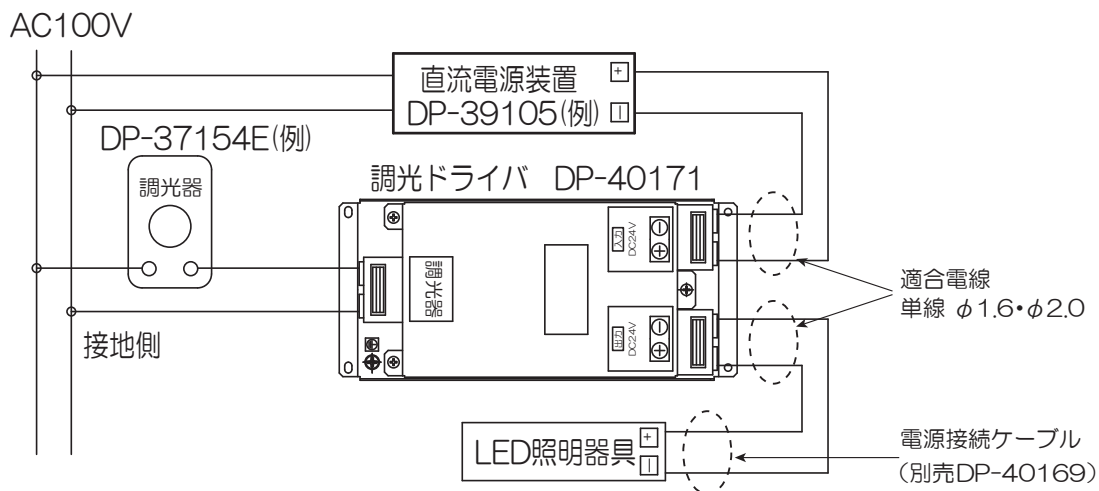 AC100V
直流電源装置 +
DP-39105(例) −
DP-37154E(例)
調光器
調光ドライバ DP-40171
入力
DC24V
− +
調光器
出力
DC24V
− +
適合電線
単線 φ1.6・φ2.0
接地側
LED照明器具 + −
電源接続ケーブル
(別売DP-40169)